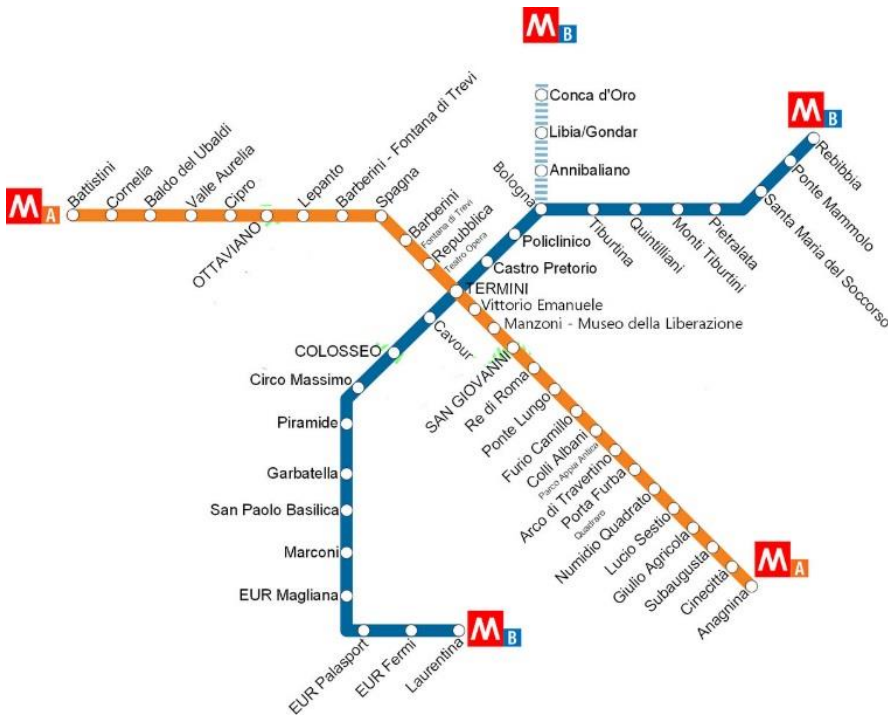 M B
Conca d'Oro
Libia/Gondar
Annibaliano
M B
Rebibbia
Ponte Mammolo
Santa Maria del Soccorso
Pietralata
Monti Tiburtini
Quintilliani
Tiburtina
Bologna
Policlinico
Castro Pretorio
M A
Battistini
Cornelia
Baldo del Ubaldi
Valle Aurelia
Cipro
OTTAVIANO
Lepanto
Barberini - Fontana di Trevi
Spagna
Barberini
Fontana di Trevi
Repubblica
Teatro Opera
TERMINI
Vittorio Emanuele
Manzoni - Museo della Liberazione
SAN GIOVANNI
Re di Roma
Ponte Lungo
Furio Camillo
Colli Albani
Parco Appia Antica
Arco di Travertino
Porta Furba
Quadraro
Numidio Quadrato
Lucio Sestio
Giulio Agricola
Subaugusta
Cinecittà
Anagnina
M A
Cavour
COLOSSEO
Circo Massimo
Piramide
Garbatella
San Paolo Basilica
Marconi
EUR Magliana
EUR Palasport
EUR Fermi
Laurentina
M B